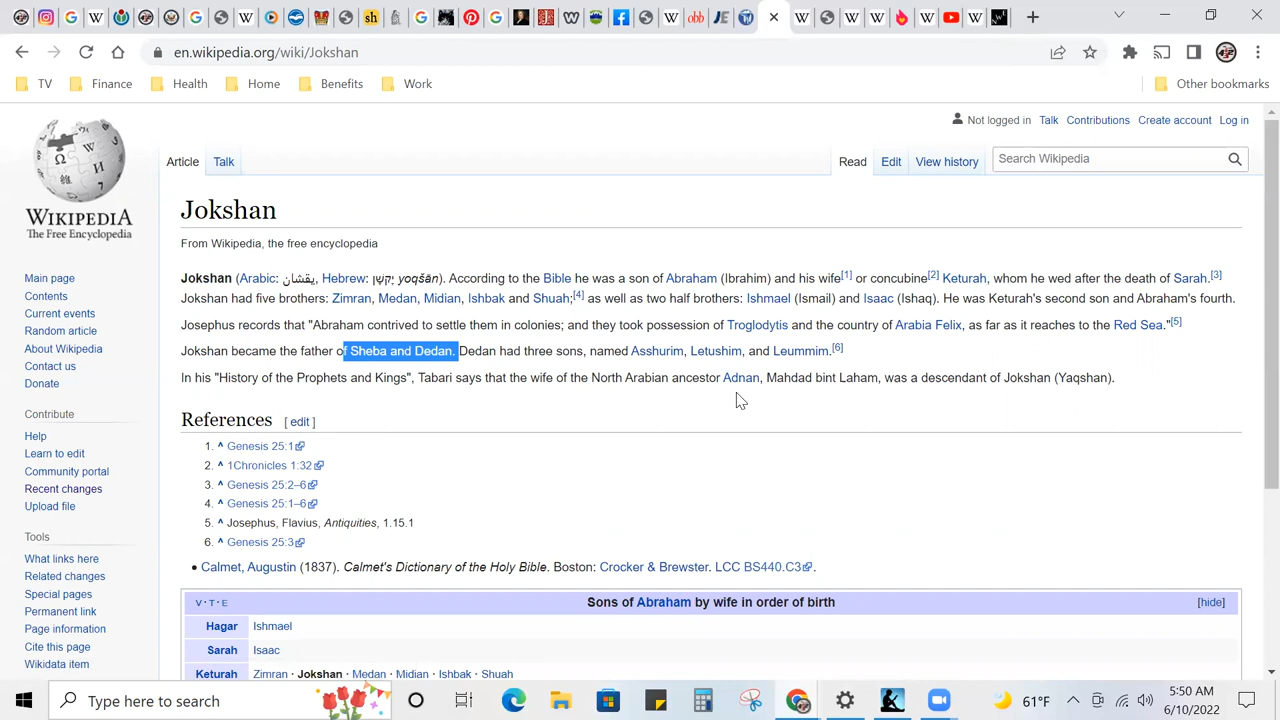 sh
obb
JE
en.wikipedia.org/wiki/Jokshan
TV
Finance
Health
Home
Benefits
Work
Other bookmarks
Not logged in Talk Contributions Create account Log in
Article Talk
Read Edit View history
Search Wikipedia
WIKIPEDIA
The Free Encyclopedia
Main page
Contents
Current events
Random article
About Wikipedia
Contact us
Donate
Contribute
Help
Learn to edit
Community portal
Recent changes
Upload file
Tools
What links here
Related changes
Special pages
Permanent link
Page information
Cite this page
Wikidata item
Jokshan
From Wikipedia, the free encyclopedia
Jokshan (Arabic: يقشان, Hebrew: יָקְשָׁן yoqšān). According to the Bible he was a son of Abraham (Ibrahim) and his wife[1] or concubine[2] Keturah, whom he wed after the death of Sarah.[3]
Jokshan had five brothers: Zimran, Medan, Midian, Ishbak and Shuah;[4] as well as two half brothers: Ishmael (Ismail) and Isaac (Ishaq). He was Keturah's second son and Abraham's fourth.
Josephus records that "Abraham contrived to settle them in colonies; and they took possession of Troglodytis and the country of Arabia Felix, as far as it reaches to the Red Sea."[5]
Jokshan became the father of Sheba and Dedan. Dedan had three sons, named Asshurim, Letushim, and Leummim.[6]
In his "History of the Prophets and Kings", Tabari says that the wife of the North Arabian ancestor Adnan, Mahdad bint Laham, was a descendant of Jokshan (Yaqshan).
References [ edit ]
1. ^ Genesis 25:1
2. ^ 1Chronicles 1:32
3. ^ Genesis 25:2–6
4. ^ Genesis 25:1–6
5. ^ Josephus, Flavius, Antiquities, 1.15.1
6. ^ Genesis 25:3
• Calmet, Augustin (1837). Calmet's Dictionary of the Holy Bible. Boston: Crocker & Brewster. LCC BS440.C3.
V·T·E Sons of Abraham by wife in order of birth [hide]
Hagar Ishmael
Sarah Isaac
Keturah Zimran · Jokshan · Medan · Midian · Ishbak · Shuah
Type here to search
61°F
5:50 AM
6/10/2022